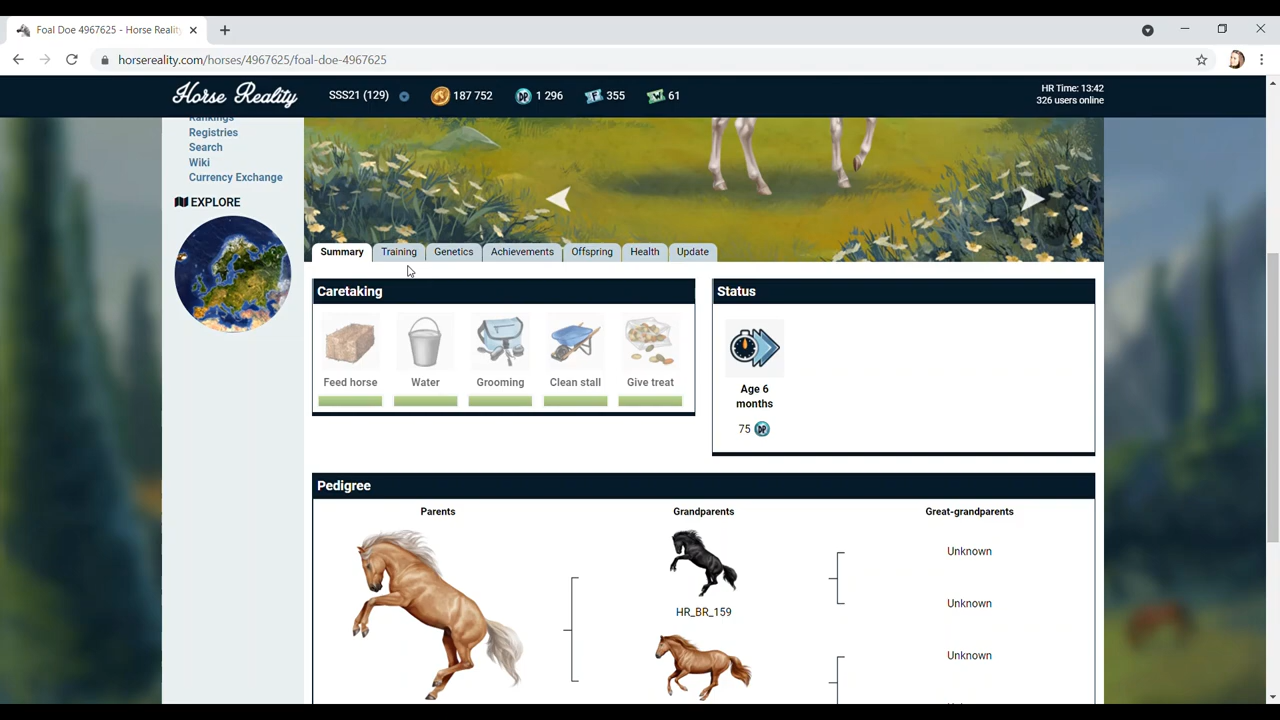 Foal Doe 4967625 - Horse Realit
horsereality.com/horses/4967625/foal-doe-4967625
Horse Reality
SSS21 (129)
187 752
DP 1 296
F 355
W 61
HR Time: 13:42
326 users online
Rankings
Registries
Search
Wiki
Currency Exchange
EXPLORE
Summary Training Genetics Achievements Offspring Health Update
Caretaking
Feed horse Water Grooming Clean stall Give treat
Status
Age 6
months
75 DP
Pedigree
Parents Grandparents Great-grandparents
HR_BR_159
Unknown
Unknown
Unknown